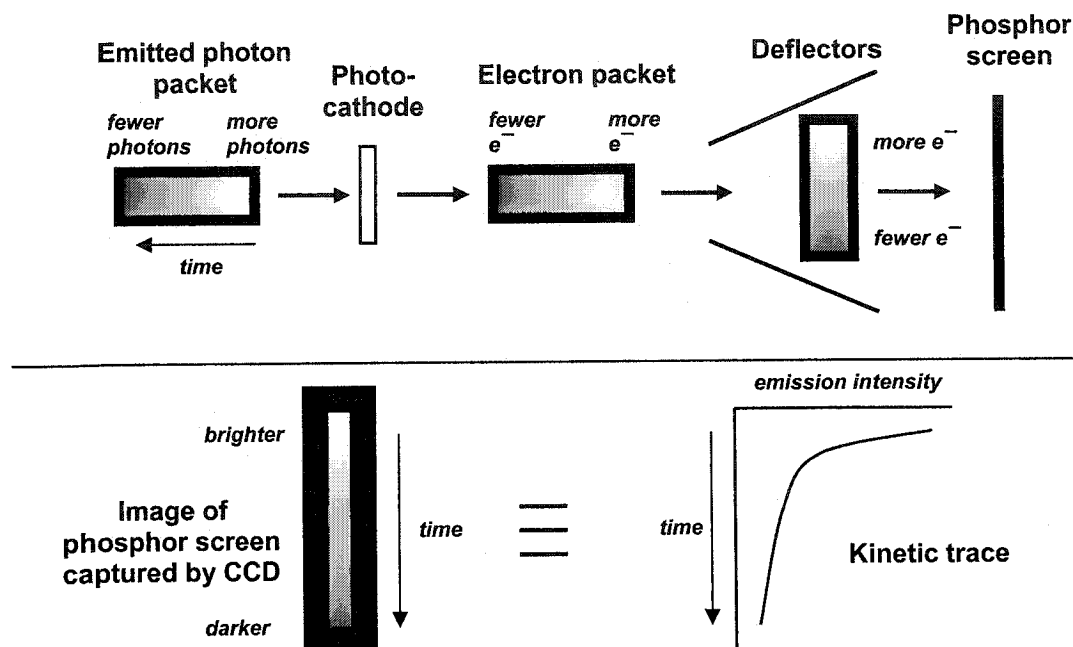 Emitted photon
packet
Photo-
cathode
Electron packet
Deflectors
Phosphor
screen
fewer
photons
more
photons
fewer
e⁻
more
e⁻
more e⁻
fewer e⁻
time
brighter
Image of
phosphor screen
captured by CCD
darker
time
emission intensity
time
Kinetic trace